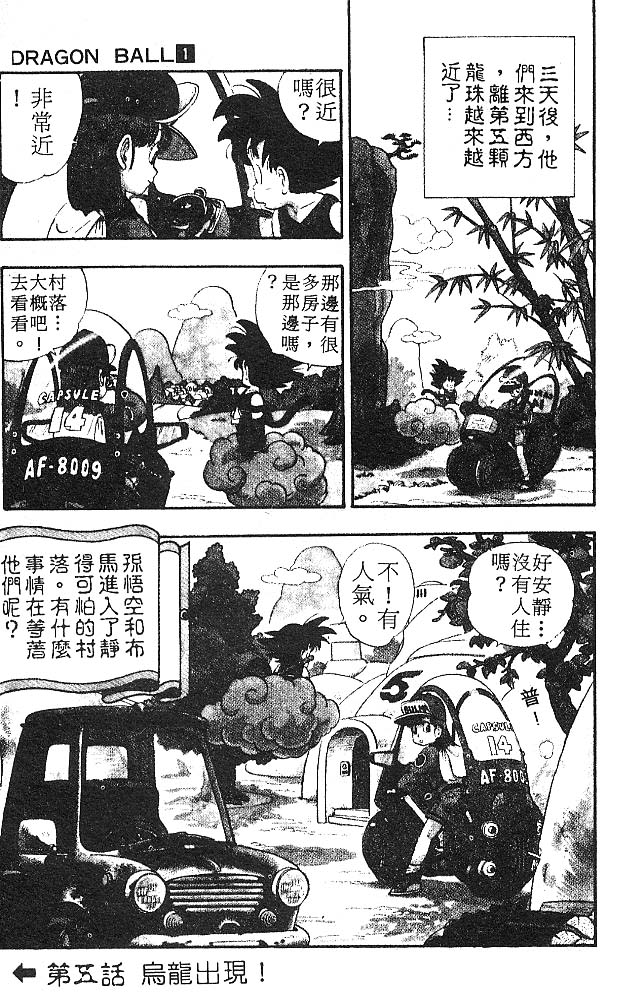 DRAGON BALL 1
三天後，他
們來到西方
，離第五顆
龍珠越來越
近了…
很近
嗎？
非常近
！
那邊有很
多房子，
是那邊嗎
？
村落…
大概吧！
去看看。
CAPSULE
14
AF-8009
好安靜…
沒有人住
嗎？
不！有
人氣。
普！
孫悟空和布
馬進入了靜
得可怕的村
落。有什麼
事情在等著
他們呢？
5
BULMA
CAPSULE
14
AF-8009
第五話 烏龍出現！